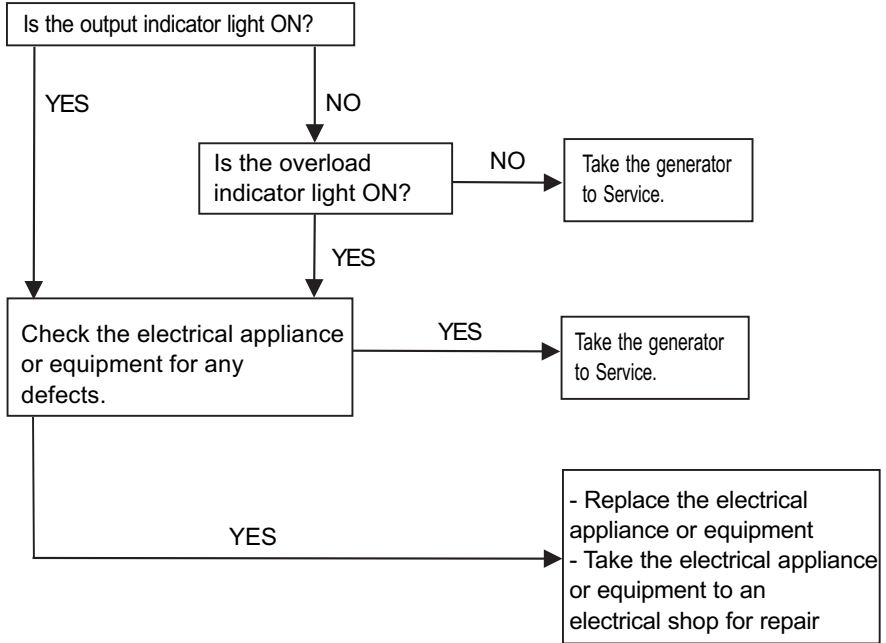 Is the output indicator light ON?
YES
NO
Is the overload
indicator light ON?
NO
Take the generator
to Service.
YES
Check the electrical appliance
or equipment for any
defects.
YES
Take the generator
to Service.
YES
- Replace the electrical
appliance or equipment
- Take the electrical appliance
or equipment to an
electrical shop for repair